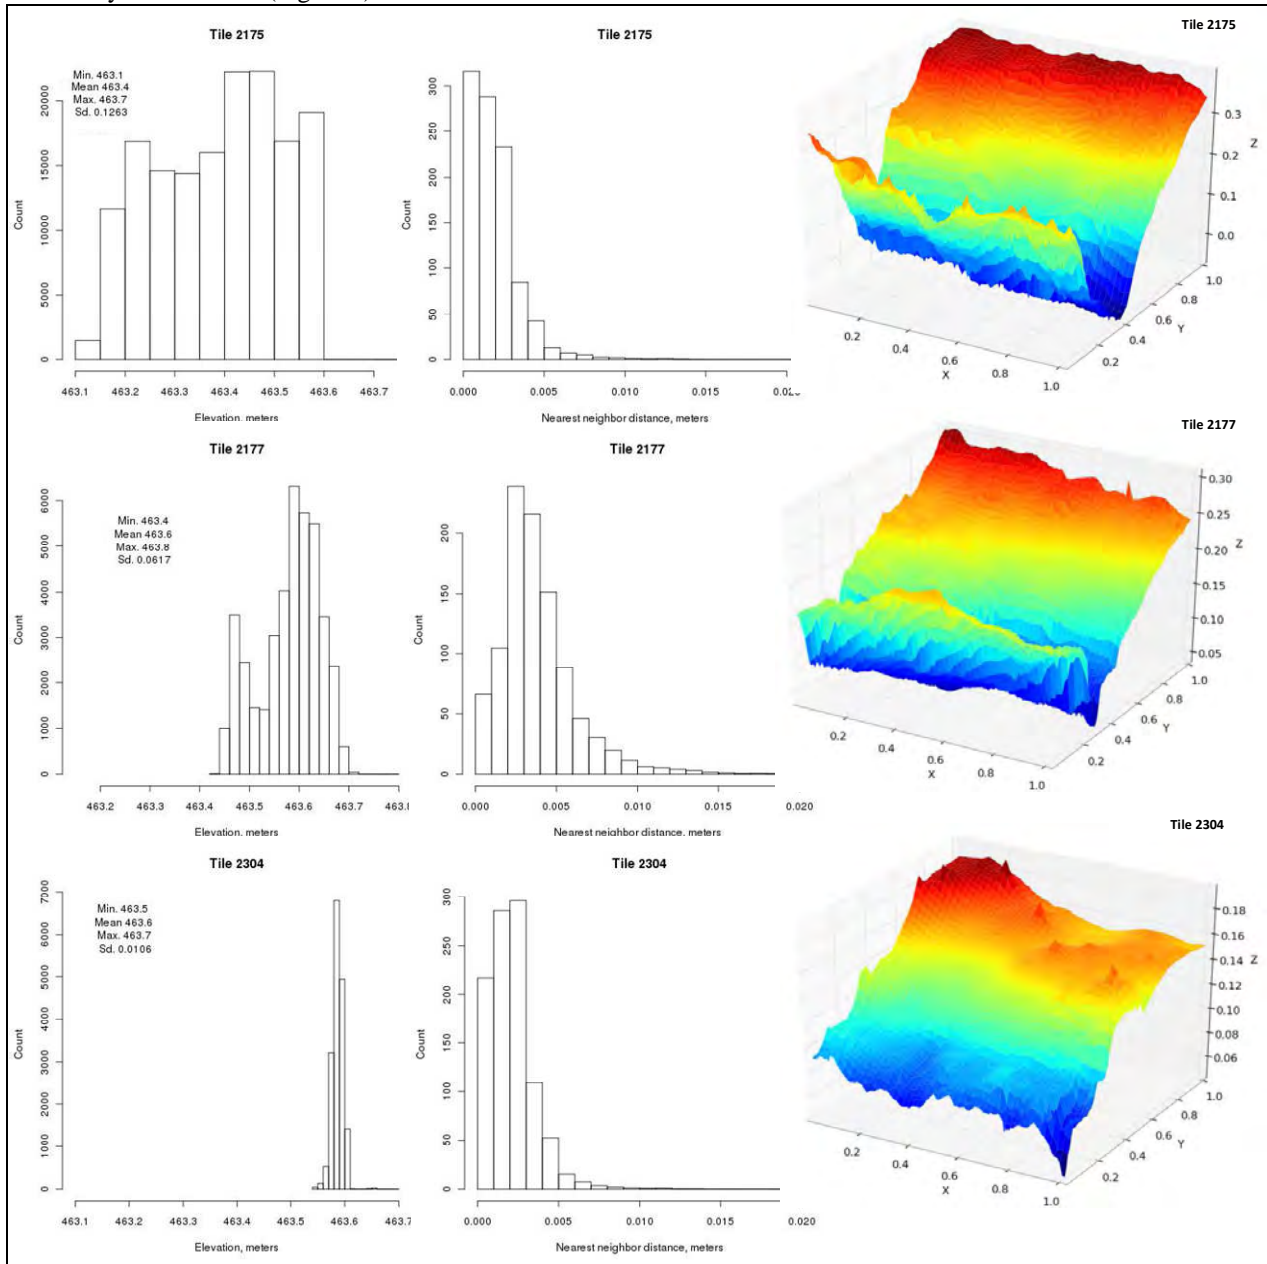 Tile 2175
Min. 463.1
Mean 463.4
Max. 463.7
Sd. 0.1263
Count
0 5000 10000 15000 20000
463.1 463.2 463.3 463.4 463.5 463.6 463.7
Elevation, meters
Tile 2175
Count
0 50 100 150 200 250 300
0.000 0.005 0.010 0.015
Nearest neighbor distance, meters
Tile 2175
0.3
0.2
0.1
0.0
Z
0.2 0.4 0.6 0.8 1.0
X
0.2 0.4 0.6 0.8 1.0
Y
Tile 2177
Min. 463.4
Mean 463.6
Max. 463.8
Sd. 0.0617
Count
0 1000 2000 3000 4000 5000 6000
463.2 463.3 463.4 463.5 463.6 463.7
Elevation, meters
Tile 2177
Count
0 50 100 150 200
0.000 0.005 0.010 0.015 0.020
Nearest neighbor distance, meters
Tile 2177
0.30
0.25
0.20
0.15
0.10
0.05
Z
0.2 0.4 0.6 0.8 1.0
X
0.2 0.4 0.6 0.8 1.0
Y
Tile 2304
Min. 463.5
Mean 463.6
Max. 463.7
Sd. 0.0106
Count
0 1000 2000 3000 4000 5000 6000 7000
463.1 463.2 463.3 463.4 463.5 463.6 463.7
Elevation, meters
Tile 2304
Count
0 50 100 150 200 250 300
0.000 0.005 0.010 0.015 0.020
Nearest neighbor distance, meters
Tile 2304
0.18
0.16
0.14
0.12
0.10
0.08
0.06
Z
0.2 0.4 0.6 0.8 1.0
X
0.2 0.4 0.6 0.8 1.0
Y